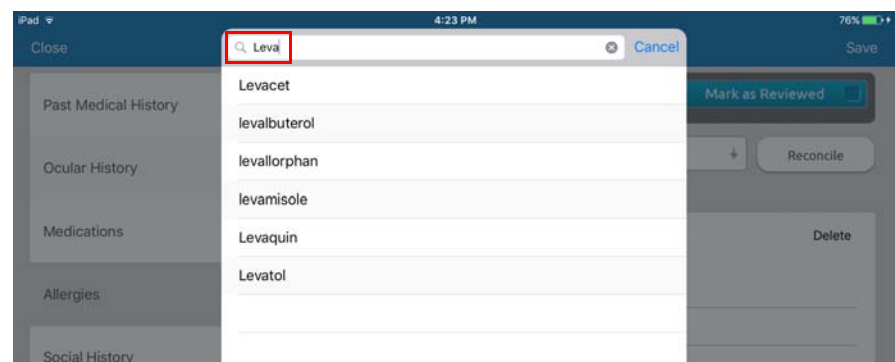 iPad 4:23 PM 76%
Close Leva Cancel Save
Levacet
Mark as Reviewed
Past Medical History
levalbuterol
levallorphan
Reconcile
Ocular History
levamisole
Medications
Levaquin
Delete
Levatol
Allergies
Social History